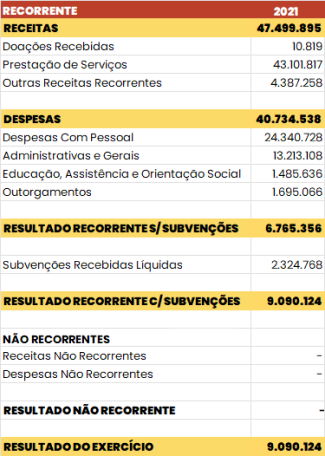 RECORRENTE 2021
RECEITAS 47.499.895
Doações Recebidas 10.819
Prestação de Serviços 43.101.817
Outras Receitas Recorrentes 4.387.258
DESPESAS 40.734.538
Despesas Com Pessoal 24.340.728
Administrativas e Gerais 13.213.108
Educação, Assistência e Orientação Social 1.485.636
Outorgamentos 1.695.066
RESULTADO RECORRENTE S/ SUBVENÇÕES 6.765.356
Subvenções Recebidas Líquidas 2.324.768
RESULTADO RECORRENTE C/ SUBVENÇÕES 9.090.124
NÃO RECORRENTES
Receitas Não Recorrentes -
Despesas Não Recorrentes -
RESULTADO NÃO RECORRENTE -
RESULTADO DO EXERCÍCIO 9.090.124